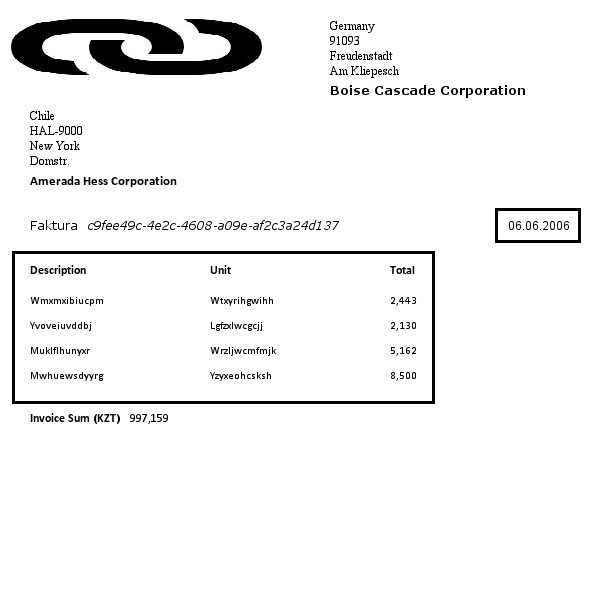 Germany
91093
Freudenstadt
Am Kliepesch
Boise Cascade Corporation
Chile
HAL-9000
New York
Domstr.
Amerada Hess Corporation
Faktura c9fee49c-4e2c-4608-a09e-af2c3a24d137
06.06.2006
Description Unit Total
Wmxmxibiucpm Wtxyrihgwihh 2,443
Yvoveiuvddbj Lgfzxlwcgcjj 2,130
Muklflhunyxr Wrzljwcmfmjk 5,162
Mwhuewsdyyrg Yzyxeohcsksh 8,500
Invoice Sum (KZT) 997,159